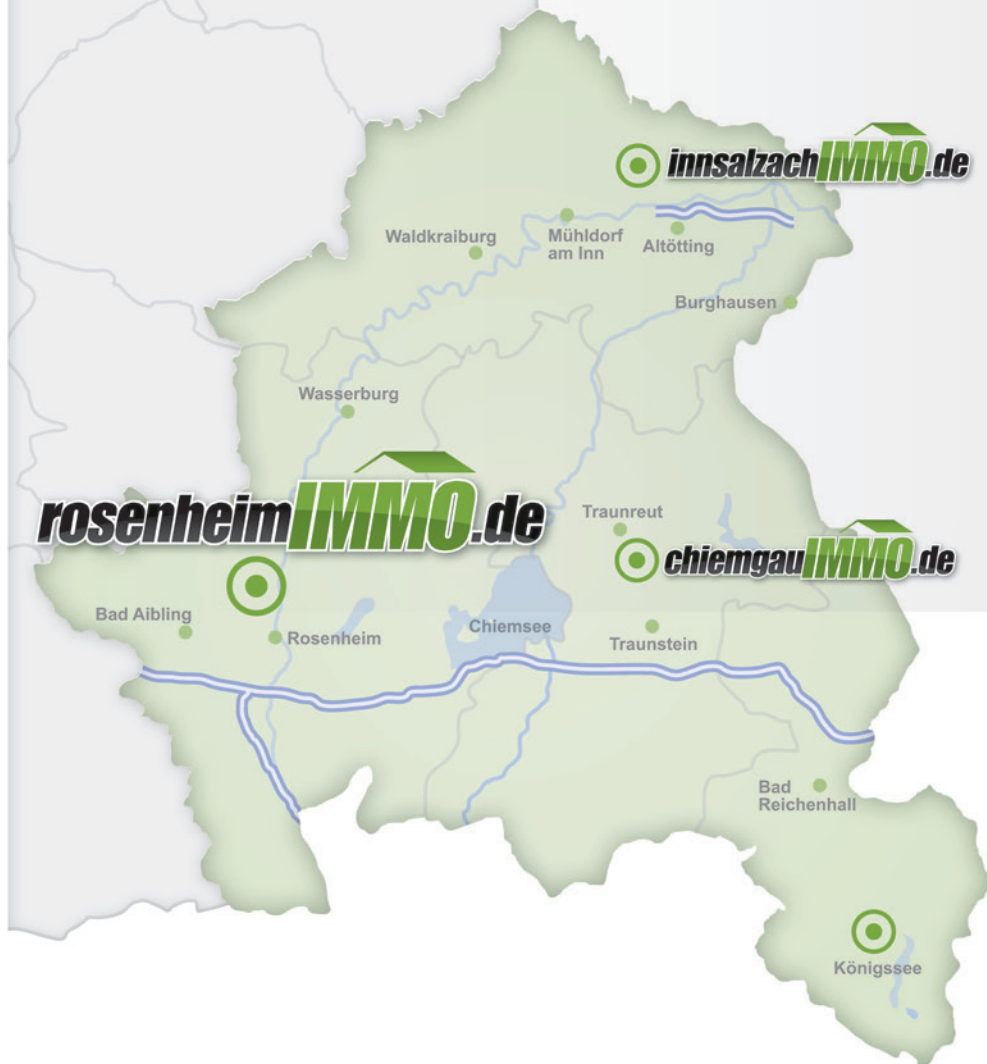 innsalzachIMMO.de
Waldkraiburg
Mühldorf
am Inn
Altötting
Burghausen
Wasserburg
rosenheimIMMO.de
Traunreut
chiemgauIMMO.de
Bad Aibling
Rosenheim
Chiemsee
Traunstein
Bad
Reichenhall
Königssee